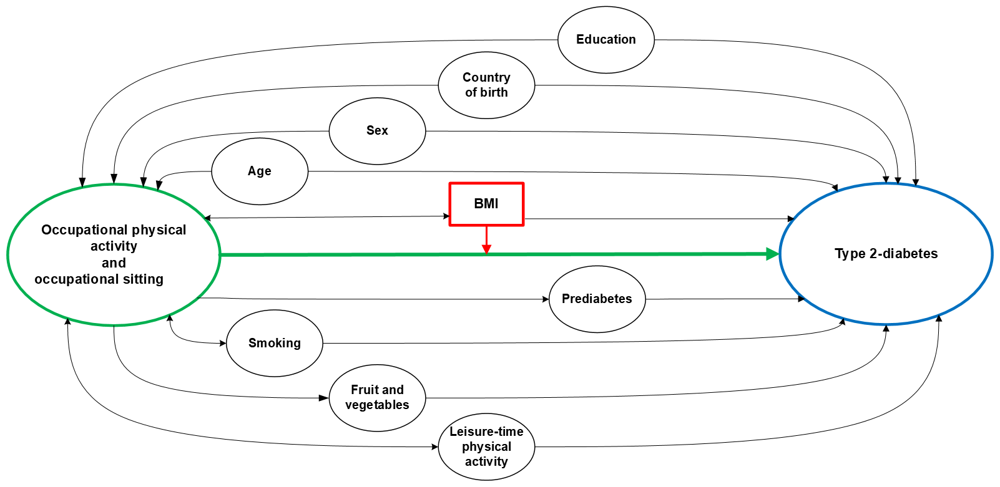 Education
Country
of birth
Sex
Age
BMI
Occupational physical
activity
and
occupational sitting
Type 2-diabetes
Prediabetes
Smoking
Fruit and
vegetables
Leisure-time
physical
activity